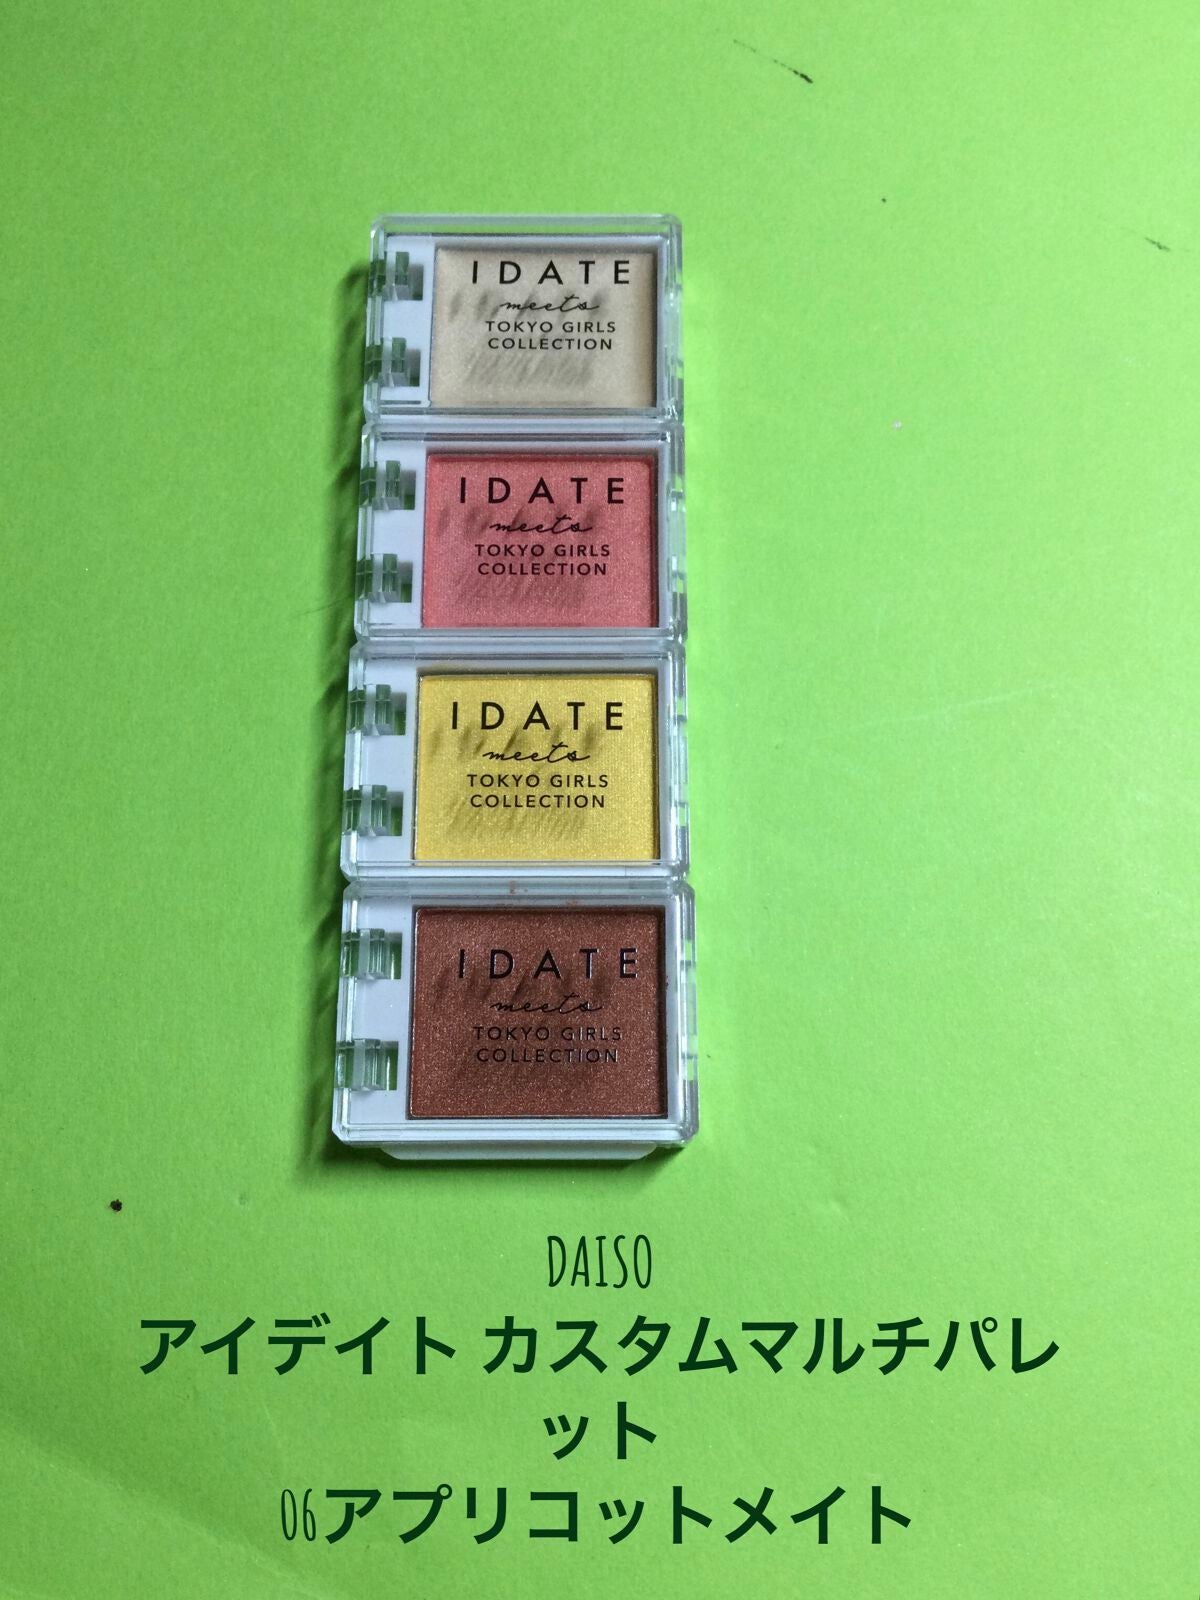 IDATE
meets
TOKYO GIRLS
COLLECTION
IDATE
meets
TOKYO GIRLS
COLLECTION
IDATE
meets
TOKYO GIRLS
COLLECTION
IDATE
meets
TOKYO GIRLS
COLLECTION
DAISO
アイデイト カスタムマルチパレ
ット
06アプリコットメイト